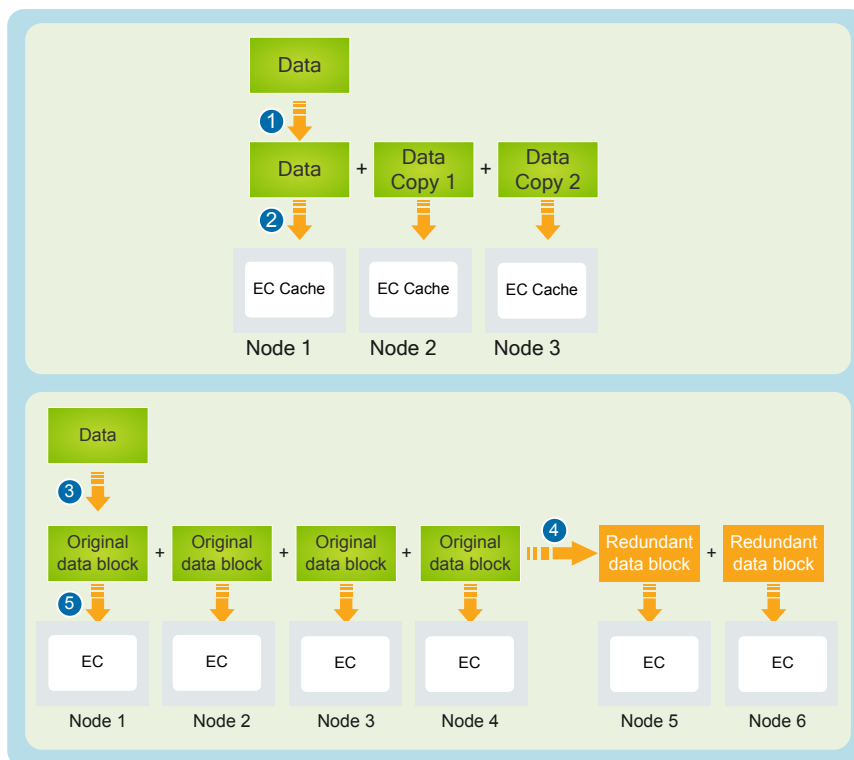 Data
1
Data + Data Copy 1 + Data Copy 2
2
EC Cache EC Cache EC Cache
Node 1 Node 2 Node 3
Data
3
4
Original data block + Original data block + Original data block + Original data block Redundant data block + Redundant data block
5
EC EC EC EC EC EC
Node 1 Node 2 Node 3 Node 4 Node 5 Node 6